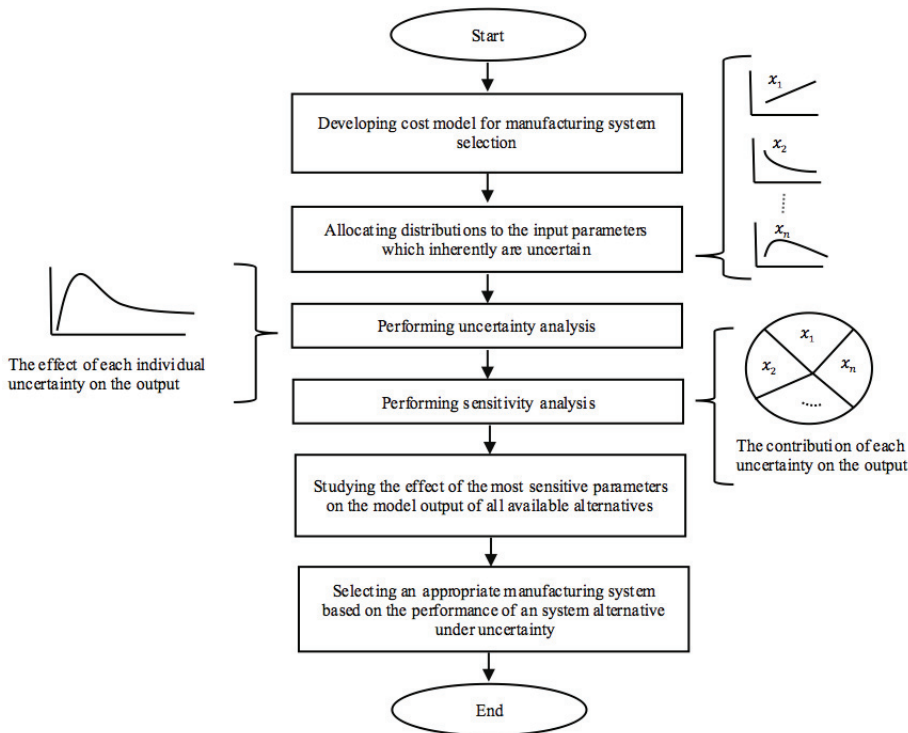 Start
Developing cost model for manufacturing system
selection
x₁
x₂
......
xₙ
Allocating distributions to the input parameters
which inherently are uncertain
Performing uncertainty analysis
The effect of each individual
uncertainty on the output
Performing sensitivity analysis
x₁
x₂
xₙ
.....
The contribution of each
uncertainty on the output
Studying the effect of the most sensitive parameters
on the model output of all available alternatives
Selecting an appropriate manufacturing system
based on the performance of an system alternative
under uncertainty
End